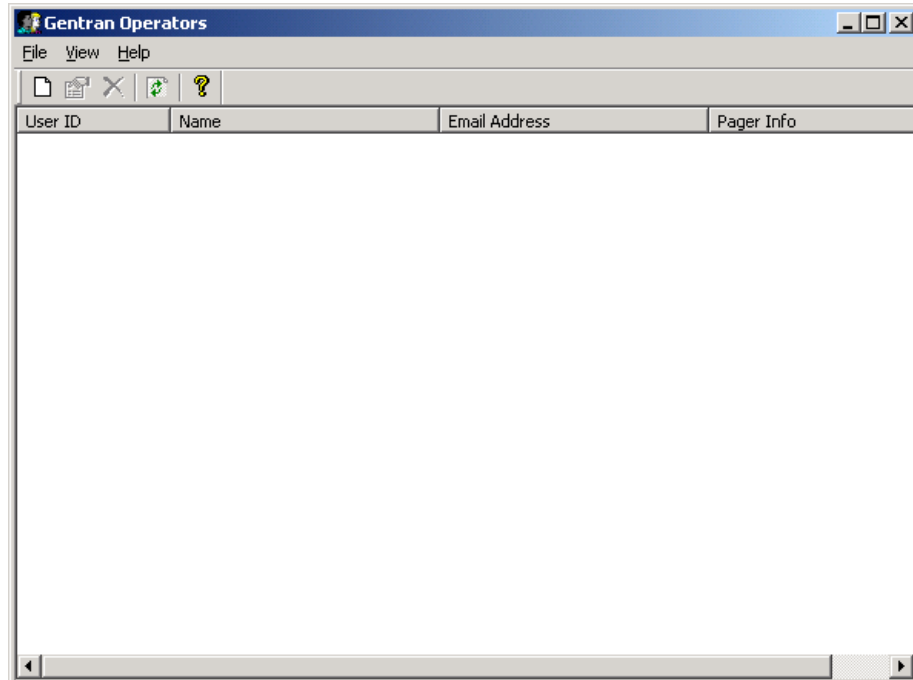 Gentran Operators
File View Help
User ID Name Email Address Pager Info